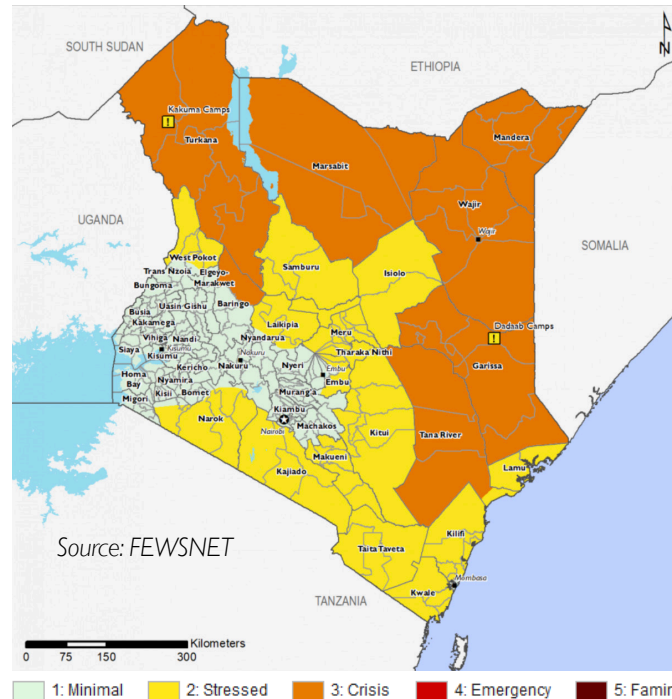 SOUTH SUDAN
ETHIOPIA
N
Kakuma Camps
!
Turkana
Mandera
Marsabit
Wajir
UGANDA
Wajir
SOMALIA
West Pokot
Samburu
Isiolo
Trans Nzoia
Elgeyo-
Marakwet
Bungoma
Baringo
Uasin Gishu
Busia
Kakamega
Laikipia
Meru
Dadaab Camps
!
Vihiga
Nandi
Nyandarua
Tharaka Nithi
Siaya
Kisumu
Kisumu
Nakuru
Garissa
Kericho
Nakuru
Nyeri
Embu
Embu
Homa
Bay
Nyamira
Murang'a
Migori
Kisii
Bomet
Kiambu
Narok
Nairobi
Machakos
Kitui
Tana River
Makueni
Lamu
Kajiado
Source: FEWSNET
Kilifi
Taita Taveta
Mombasa
Kwale
TANZANIA
Kilometers
0 75 150 300
1: Minimal 2: Stressed 3: Crisis 4: Emergency